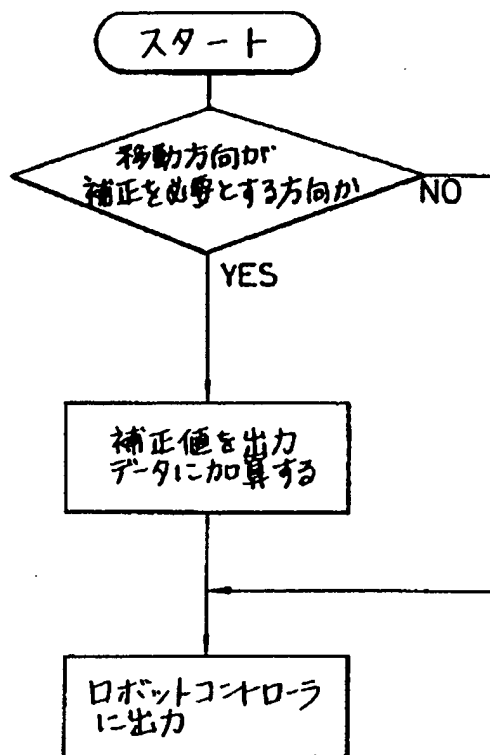 スタート
移動方向が
補正を必要とする方向か
NO
YES
補正値を出力
データに加算する
ロボットコントローラ
に出力